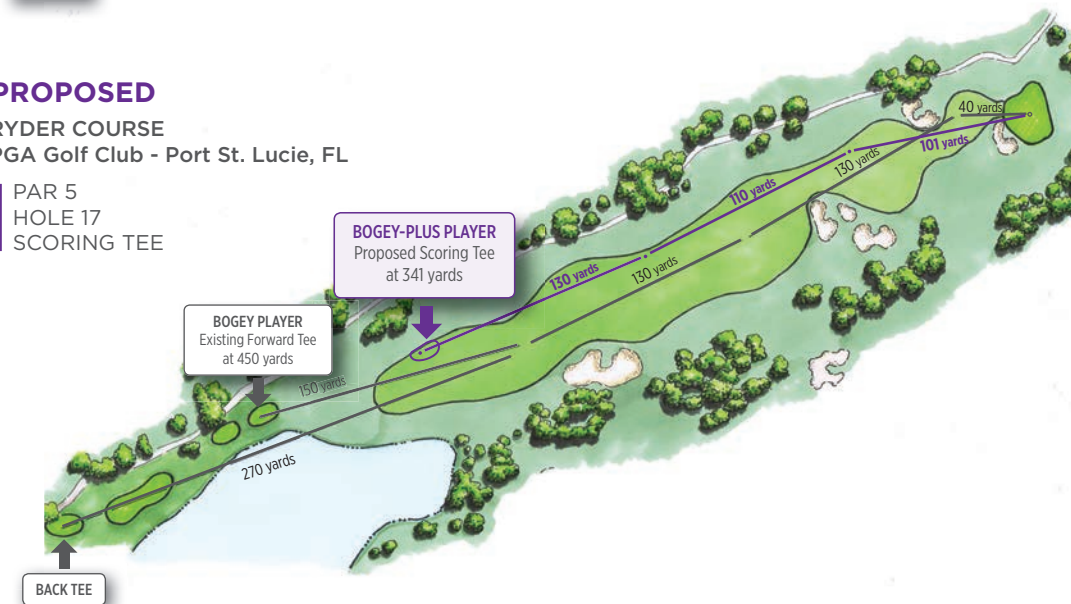 PROPOSED
RYDER COURSE
PGA Golf Club - Port St. Lucie, FL
PAR 5
HOLE 17
SCORING TEE
BOGEY-PLUS PLAYER
Proposed Scoring Tee
at 341 yards
BOGEY PLAYER
Existing Forward Tee
at 450 yards
40 yards
101 yards
130 yards
110 yards
130 yards
130 yards
150 yards
270 yards
BACK TEE